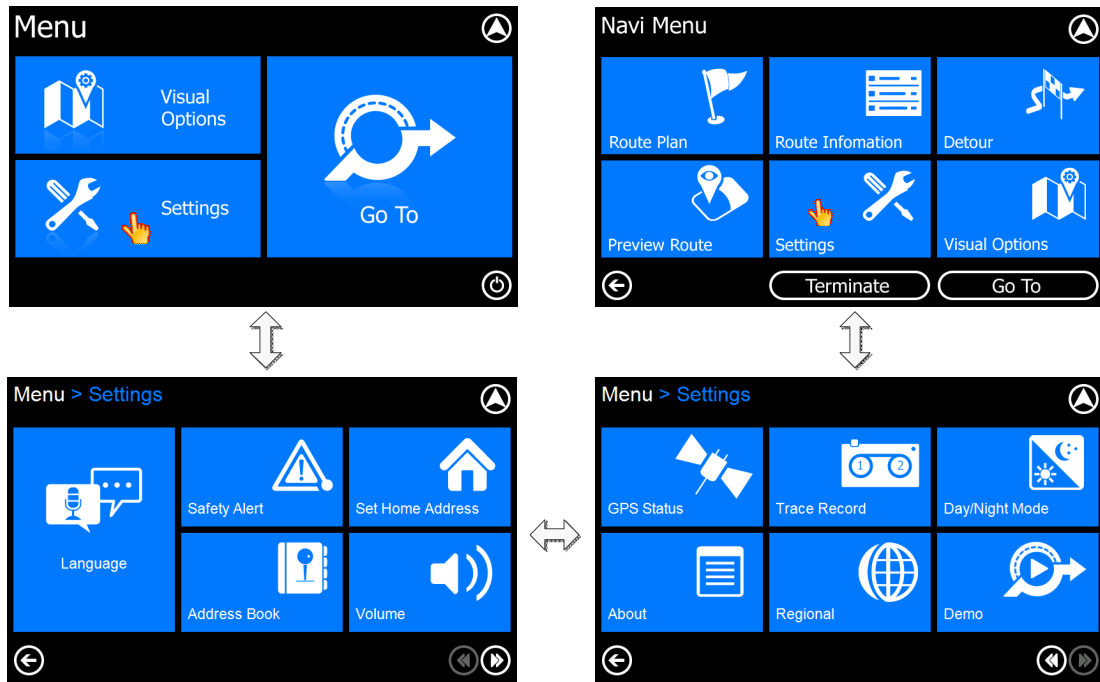 Menu
Visual
Options
Settings
Go To
Navi Menu
Route Plan
Route Infomation
Detour
Preview Route
Settings
Visual Options
Terminate
Go To
Menu > Settings
Language
Safety Alert
Set Home Address
Address Book
Volume
Menu > Settings
GPS Status
1 2
Trace Record
Day/Night Mode
About
Regional
Demo